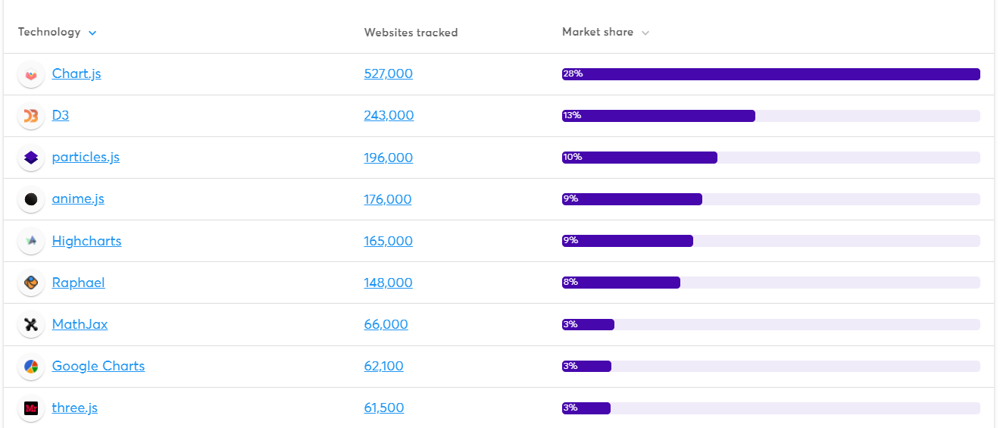 Technology Websites tracked Market share
Chart.js 527,000 28%
D3 243,000 13%
particles.js 196,000 10%
anime.js 176,000 9%
Highcharts 165,000 9%
Raphael 148,000 8%
MathJax 66,000 3%
Google Charts 62,100 3%
Mr three.js 61,500 3%